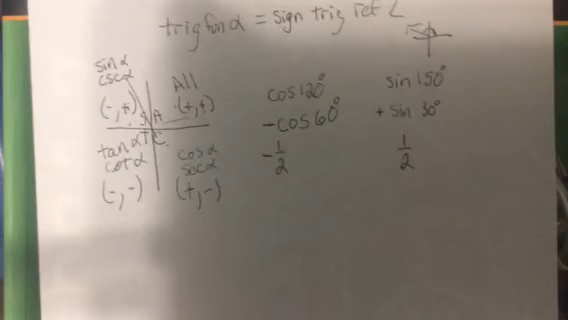 trig fcn α = sign trig ref ∠
sin α
csc α
All
(-,+)
(+,+)
S A
T C
tan α
cot α
cos α
sec α
(-,-)
(+,-)
cos 120°
-cos 60°
-1/2
sin 150°
+ sin 30°
1/2